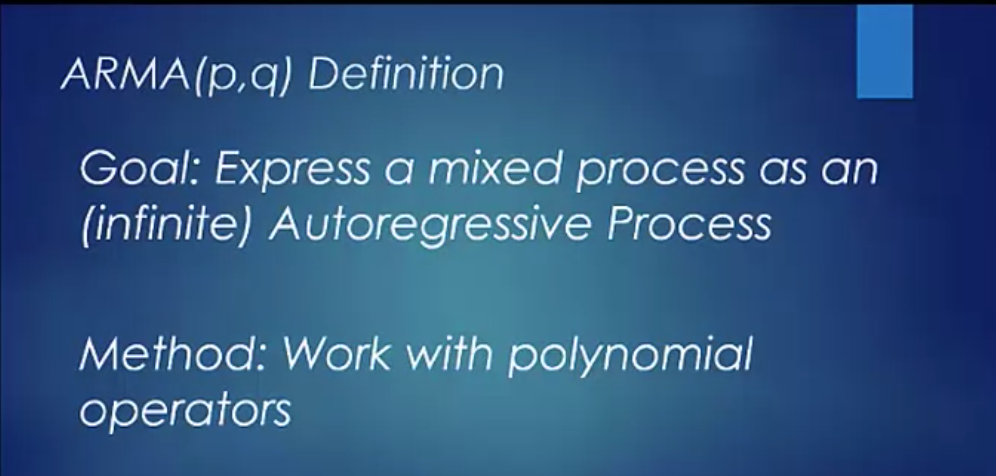 ARMA(p,q) Definition
Goal: Express a mixed process as an
(infinite) Autoregressive Process
Method: Work with polynomial
operators